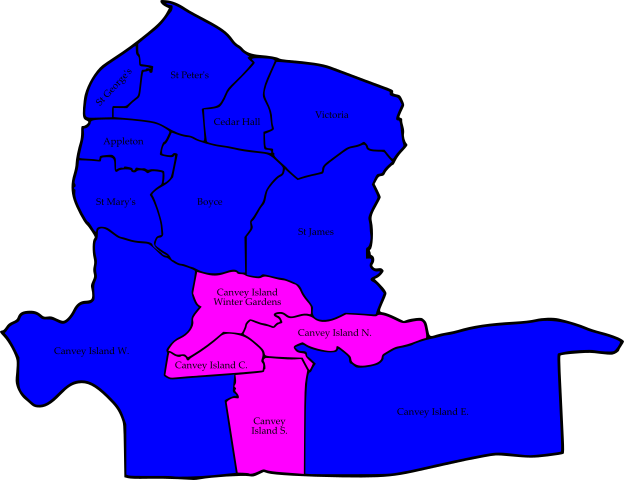 St George's
St Peter's
Cedar Hall
Victoria
Appleton
St Mary's
Boyce
St James
Canvey Island
Winter Gardens
Canvey Island N.
Canvey Island W.
Canvey Island C.
Canvey Island E.
Canvey
Island S.